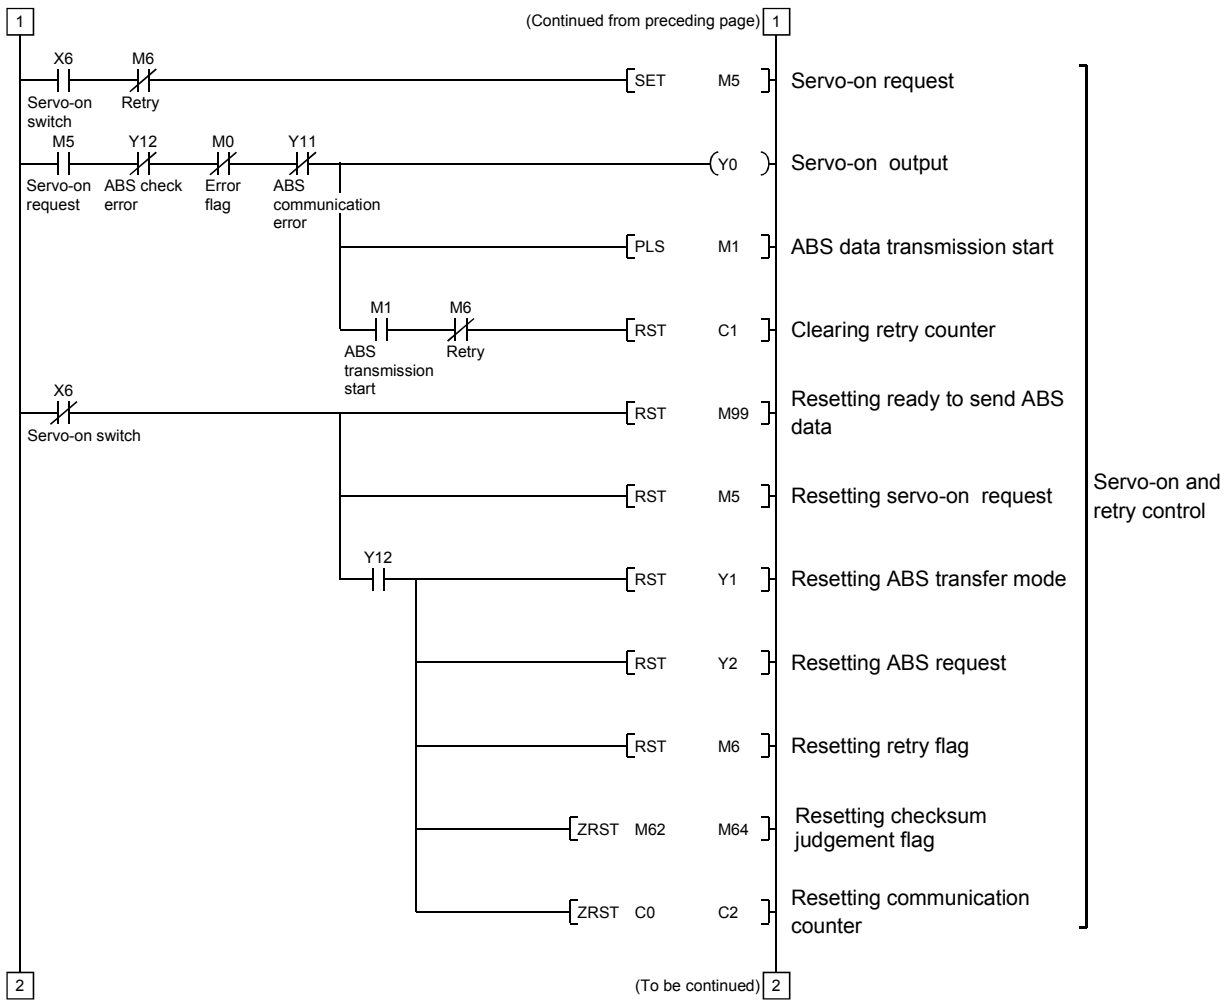 1
(Continued from preceding page)
1
X6
M6
SET M5
Servo-on request
Servo-on
switch
Retry
M5
Y12
M0
Y11
Y0
Servo-on output
Servo-on
request
ABS check
error
Error
flag
ABS
communication
error
PLS M1
ABS data transmission start
M1
M6
RST C1
Clearing retry counter
ABS
transmission
start
Retry
X6
RST M99
Resetting ready to send ABS
data
Servo-on switch
RST M5
Resetting servo-on request
Servo-on and
retry control
Y12
RST Y1
Resetting ABS transfer mode
RST Y2
Resetting ABS request
RST M6
Resetting retry flag
ZRST M62 M64
Resetting checksum
judgement flag
ZRST C0 C2
Resetting communication
counter
2
(To be continued)
2